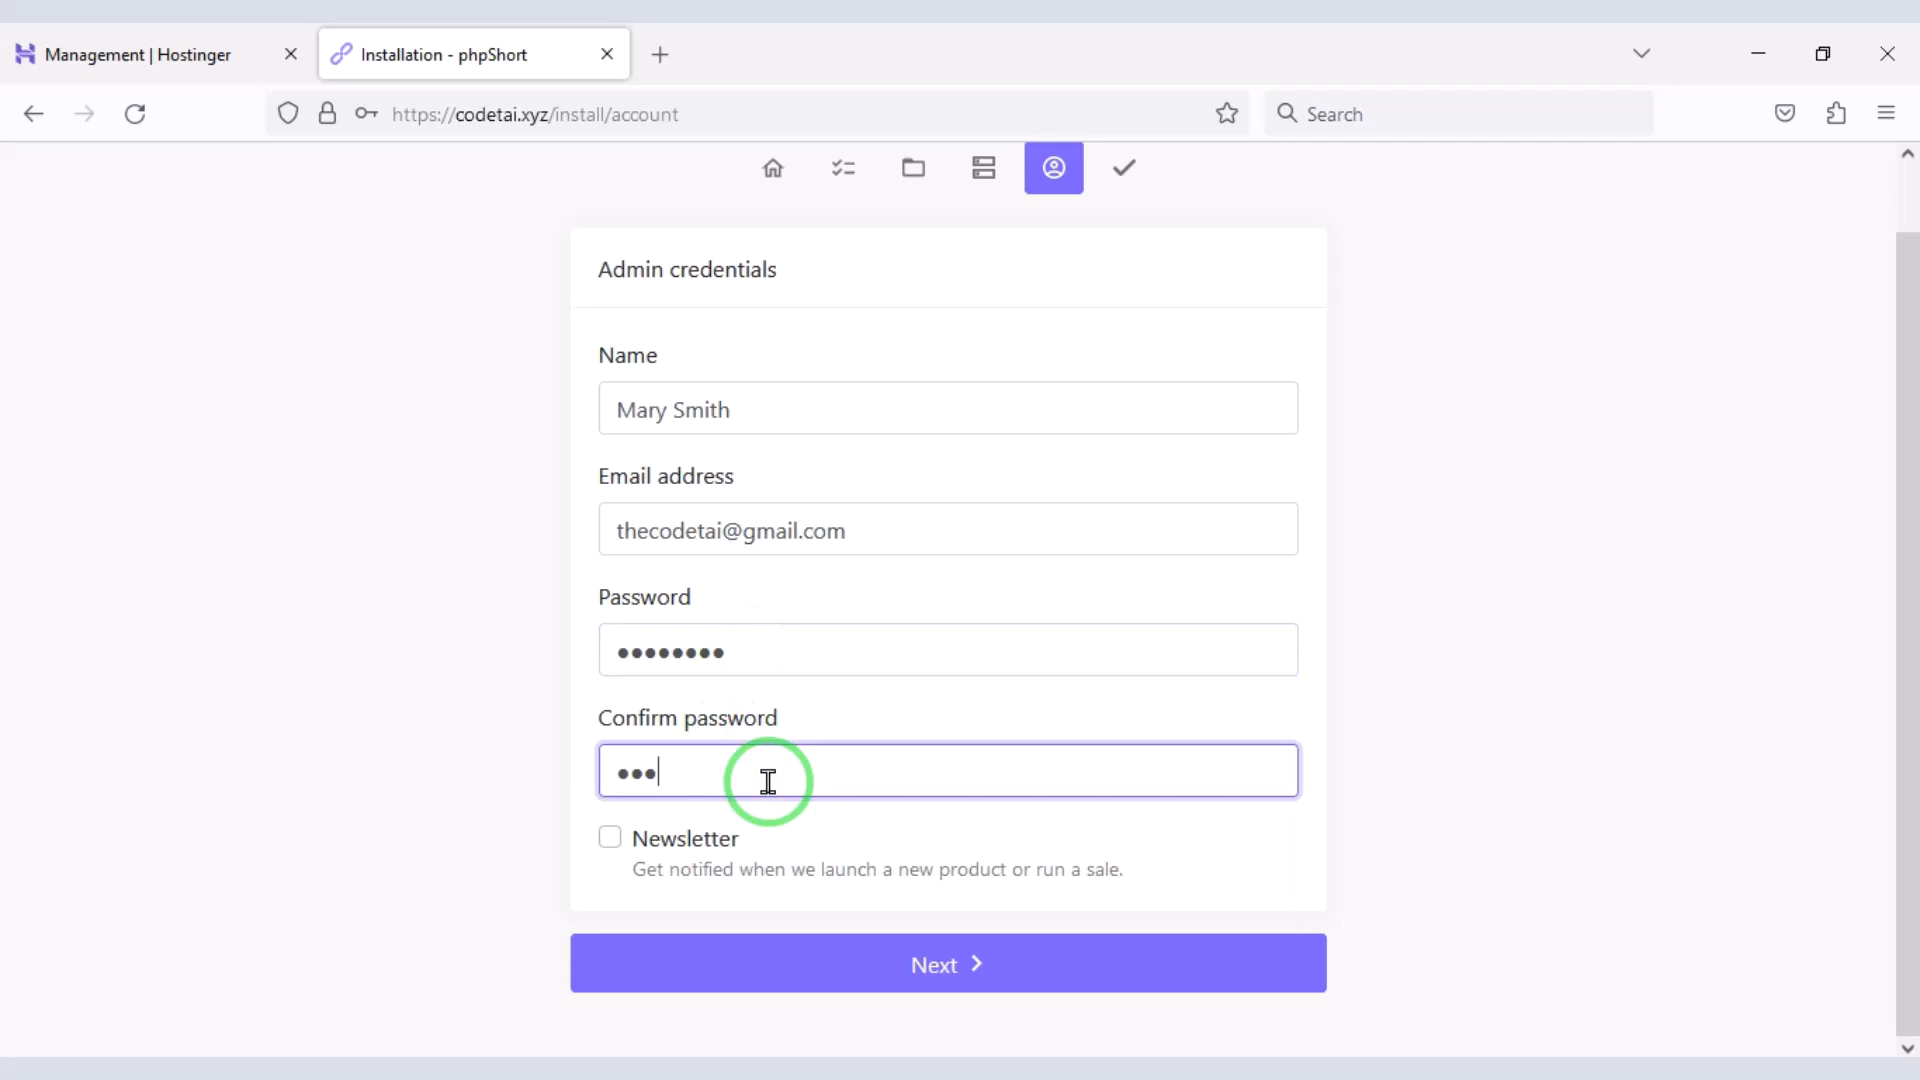 Management | Hostinger
Installation - phpShort
https://codetai.xyz/install/account
Search
Admin credentials
Name
Mary Smith
Email address
thecodetai@gmail.com
Password
••••••••
Confirm password
•••
Newsletter
Get notified when we launch a new product or run a sale.
Next